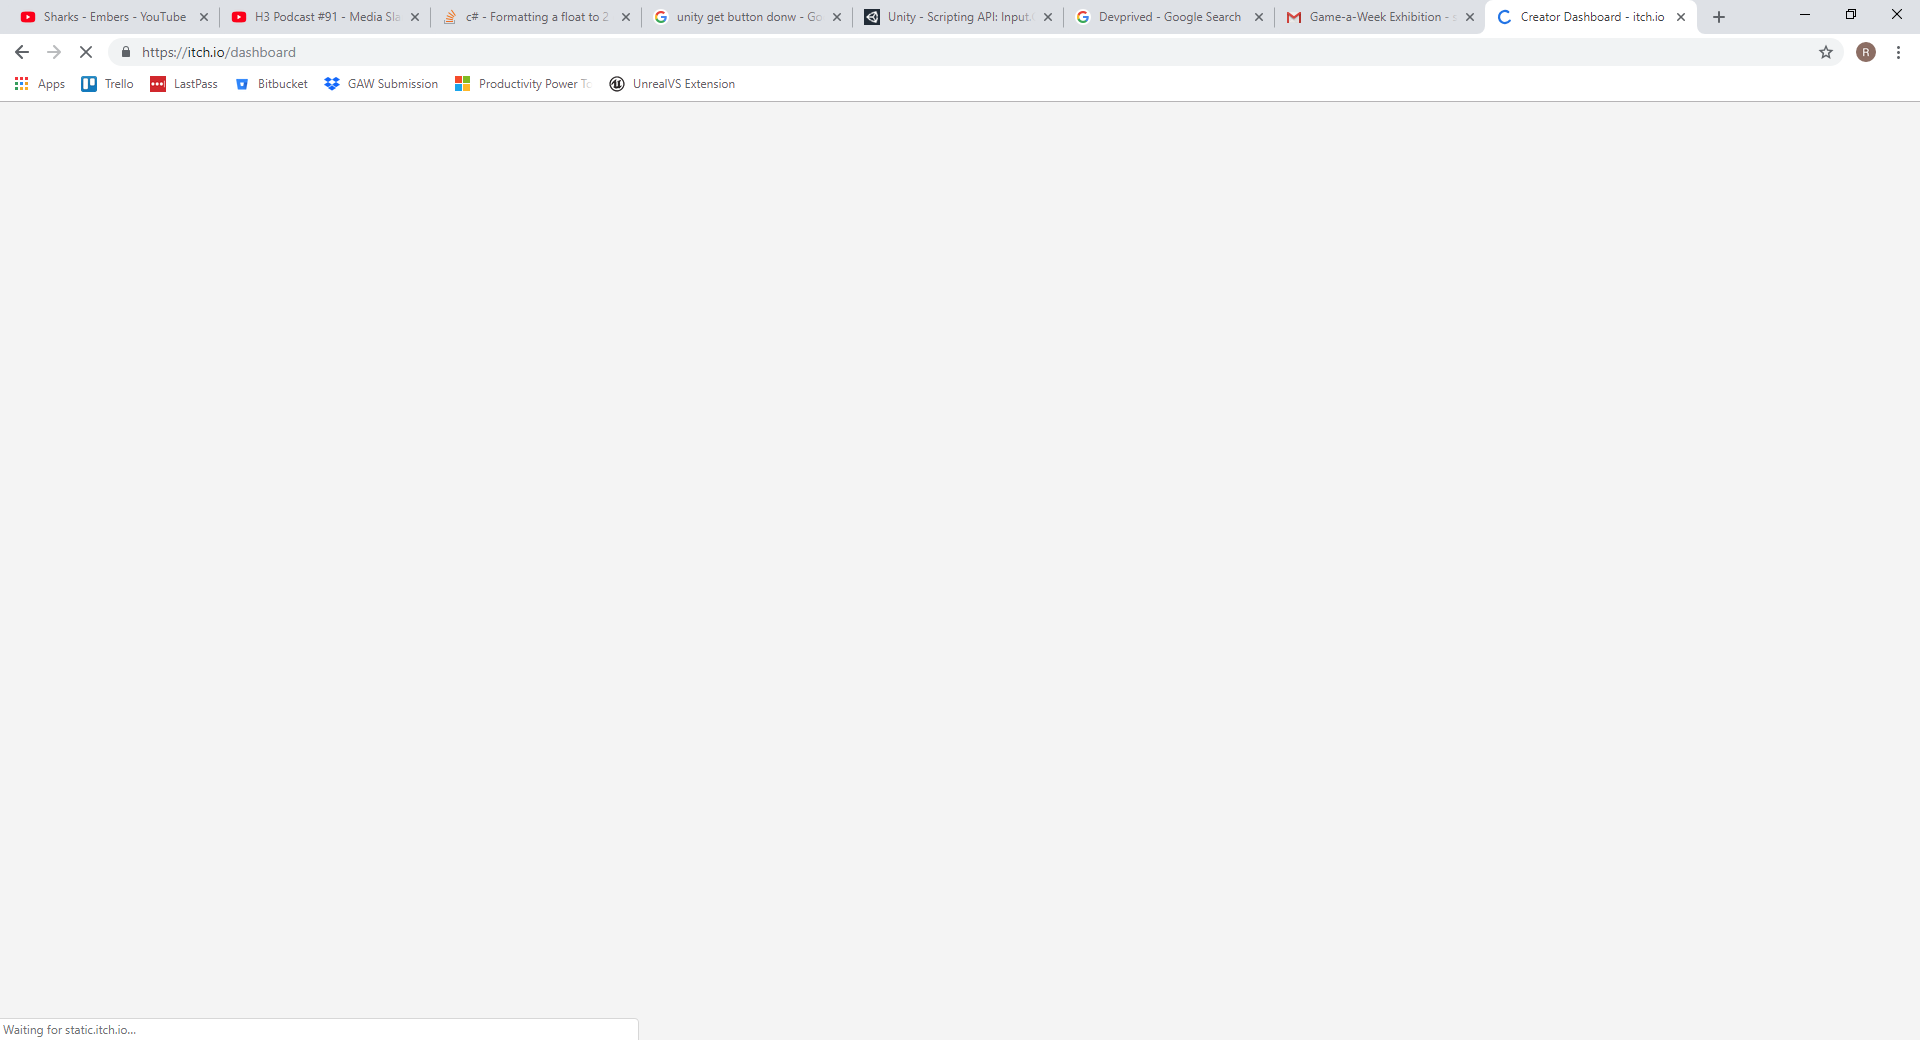 Sharks - Embers - YouTube
H3 Podcast #91 - Media Sla
c# - Formatting a float to 2
unity get button donw - Go
Unity - Scripting API: Input.
Devprived - Google Search
Game-a-Week Exhibition -
Creator Dashboard - itch.io
https://itch.io/dashboard
R
Apps
Trello
LastPass
Bitbucket
GAW Submission
Productivity Power To
UnrealVS Extension
Waiting for static.itch.io...